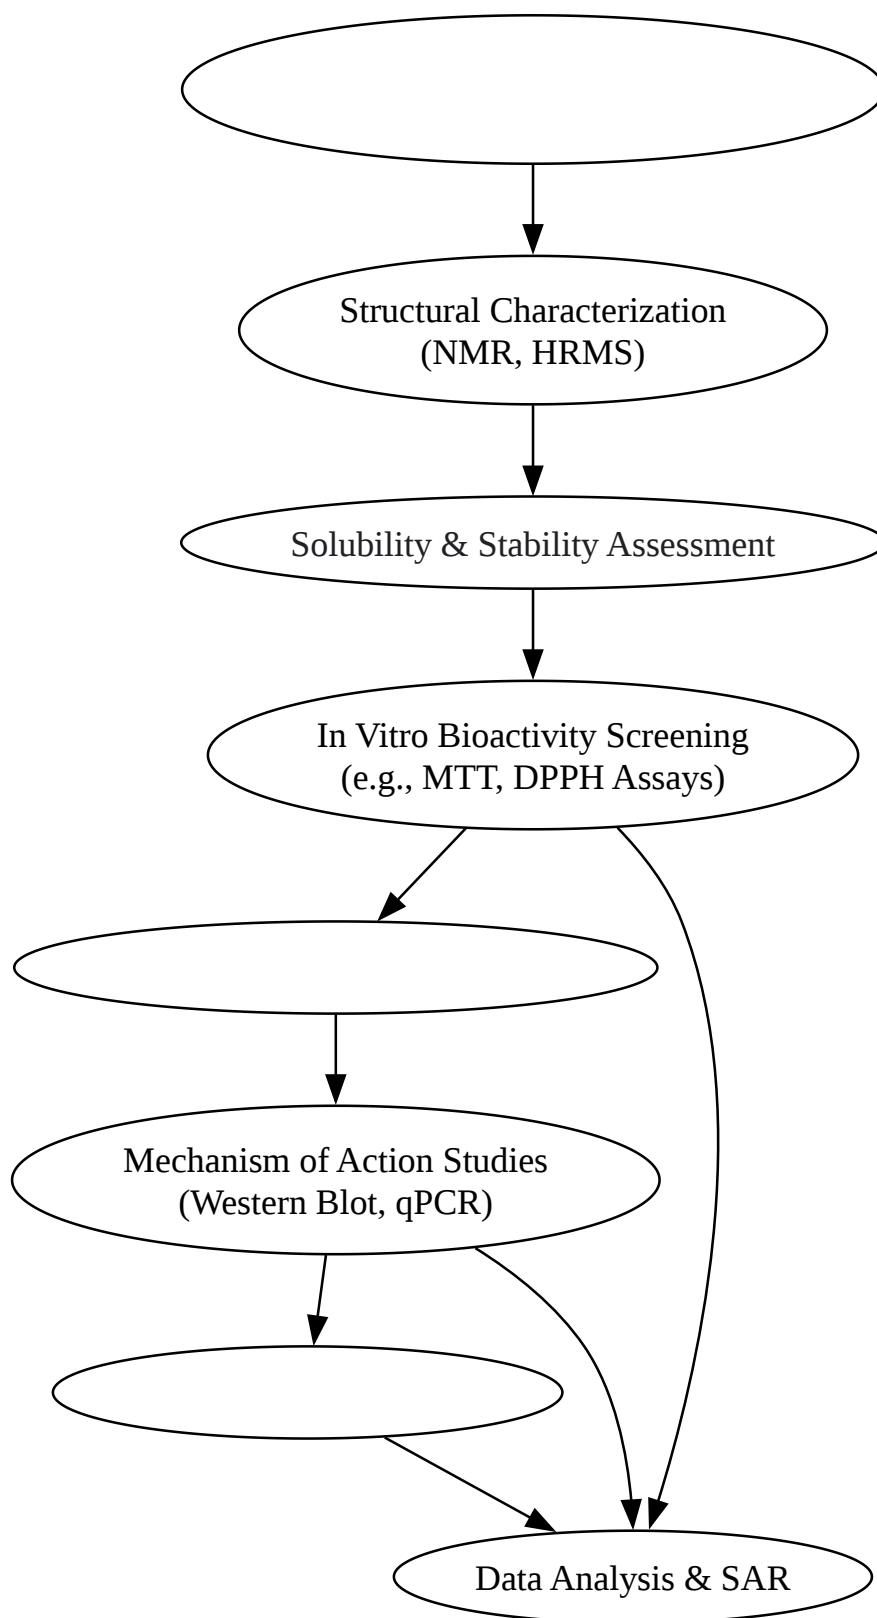 Structural Characterization
(NMR, HRMS)
Solubility & Stability Assessment
In Vitro Bioactivity Screening
(e.g., MTT, DPPH Assays)
Mechanism of Action Studies
(Western Blot, qPCR)
Data Analysis & SAR